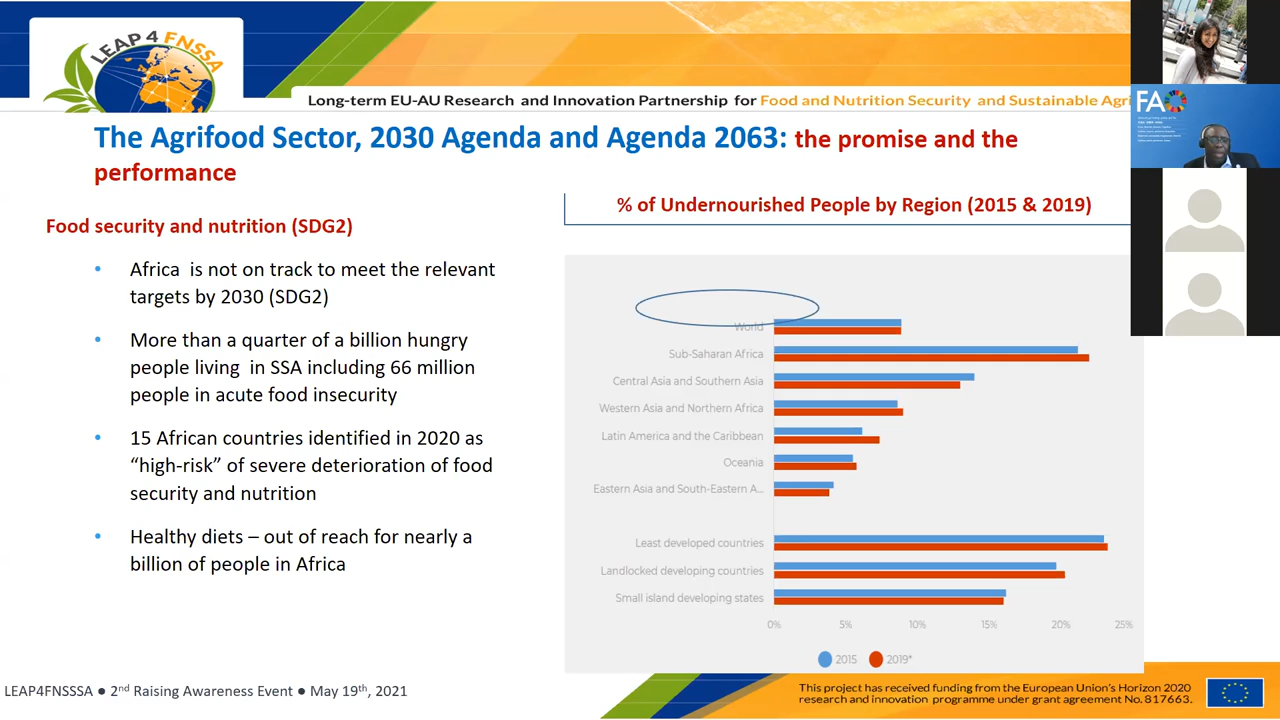 LEAP 4 FNSSA
Long-term EU-AU Research and Innovation Partnership for Food and Nutrition Security and Sustainable Agri
FAO
The Agrifood Sector, 2030 Agenda and Agenda 2063: the promise and the
performance
Food security and nutrition (SDG2)
• Africa is not on track to meet the relevant
targets by 2030 (SDG2)
• More than a quarter of a billion hungry
people living in SSA including 66 million
people in acute food insecurity
• 15 African countries identified in 2020 as
“high-risk” of severe deterioration of food
security and nutrition
• Healthy diets – out of reach for nearly a
billion of people in Africa
% of Undernourished People by Region (2015 & 2019)
World
Sub-Saharan Africa
Central Asia and Southern Asia
Western Asia and Northern Africa
Latin America and the Caribbean
Oceania
Eastern Asia and South-Eastern A...
Least developed countries
Landlocked developing countries
Small island developing states
0% 5% 10% 15% 20% 25%
2015 2019*
LEAP4FNSSSA ● 2nd Raising Awareness Event ● May 19th, 2021
This project has received funding from the European Union's Horizon 2020
research and innovation programme under grant agreement No. 817663.